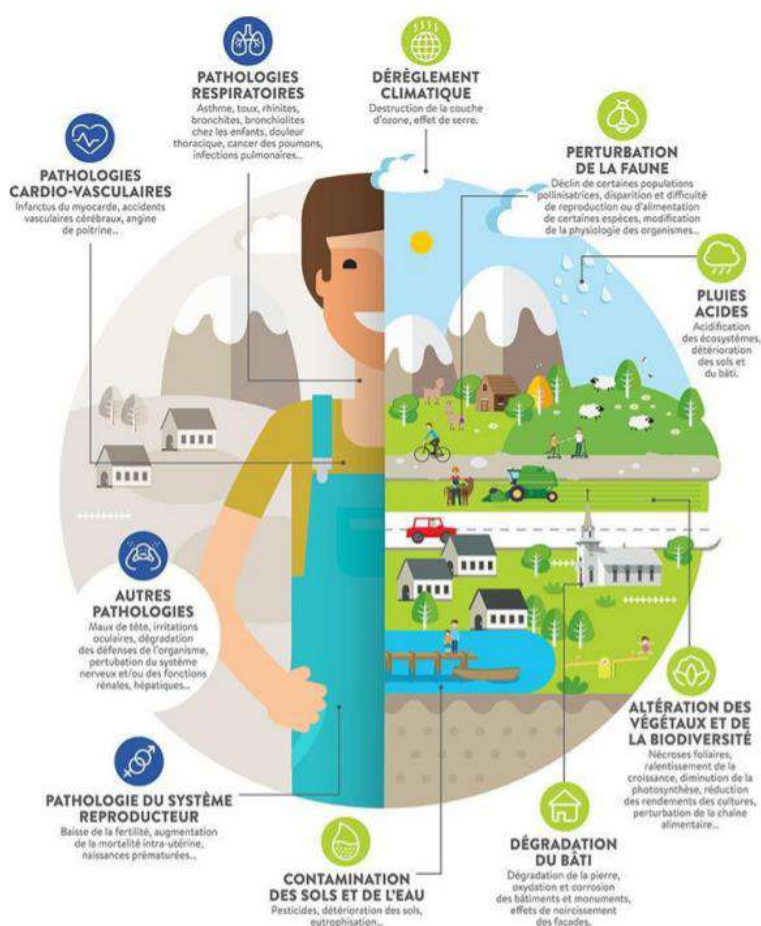 PATHOLOGIES
RESPIRATOIRES
Asthme, toux, rhinites,
bronchites, bronchiolites
chez les enfants, douleur
thoracique, cancer des poumons,
infections pulmonaires...
DÉRÈGLEMENT
CLIMATIQUE
Destruction de la couche
d'ozone, effet de serre.
PATHOLOGIES
CARDIO-VASCULAIRES
Infarctus du myocarde, accidents
vasculaires cérébraux, angine
de poitrine...
PERTURBATION
DE LA FAUNE
Déclin de certaines populations
pollinisatrices, disparition et difficulté
de reproduction ou d'alimentation
de certaines espèces, modification
de la physiologie des organismes...
PLUIES
ACIDES
Acidification
des écosystèmes,
détérioration
des sols et
du bâti.
AUTRES
PATHOLOGIES
Maux de tête, irritations
oculaires, dégradation
des défenses de l'organisme,
pertubation du système
nerveux et/ou des fonctions
rénales, hépatiques...
ALTÉRATION DES
VÉGÉTAUX ET DE
LA BIODIVERSITÉ
Nécroses foliaires,
ralentissement de la
croissance, diminution de la
photosynthèse, réduction
des rendements des cultures,
perturbation de la chaîne
alimentaire...
PATHOLOGIE DU SYSTÈME
REPRODUCTEUR
Baisse de la fertilité, augmentation
de la mortalité intra-utérine,
naissances prématurées...
CONTAMINATION
DES SOLS ET DE L'EAU
Pesticides, détérioration des sols,
eutrophisation...
DÉGRADATION
DU BÂTI
Dégradation de la pierre,
oxydation et corrosion
des bâtiments et monuments,
effets de noircissement
des façades.